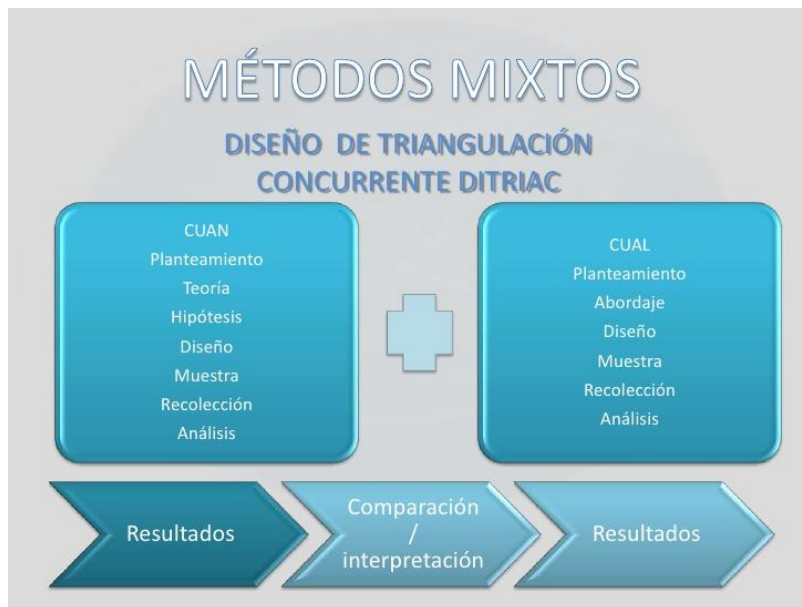 MÉTODOS MIXTOS
DISEÑO DE TRIANGULACIÓN
CONCURRENTE DITRIAC
CUAN
Planteamiento
Teoría
Hipótesis
Diseño
Muestra
Recolección
Análisis
CUAL
Planteamiento
Abordaje
Diseño
Muestra
Recolección
Análisis
Resultados
Comparación
/
interpretación
Resultados